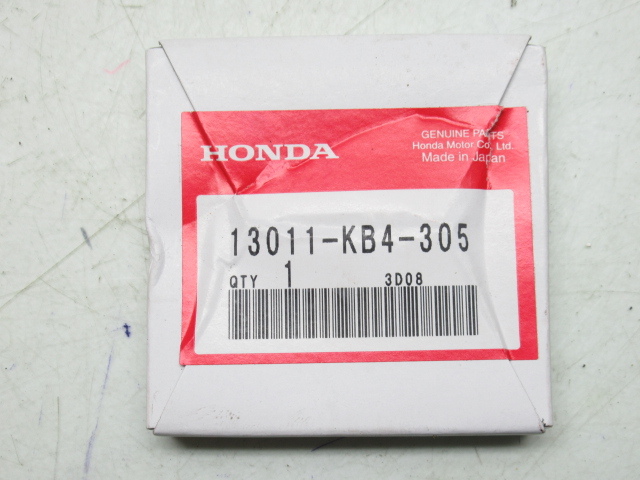 HONDA
GENUINE PARTS
Honda Motor Co., Ltd.
Made in Japan
13011-KB4-305
QTY 1 3D08